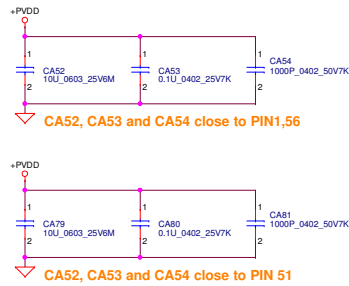 +PVDD
1 1 1
CA52 CA53 CA54
10U_0603_25V6M 0.1U_0402_25V7K 1000P_0402_50V7K
2 2 2
CA52, CA53 and CA54 close to PIN1,56
+PVDD
1 1 1
CA79 CA80 CA81
10U_0603_25V6M 0.1U_0402_25V7K 1000P_0402_50V7K
2 2 2
CA52, CA53 and CA54 close to PIN 51